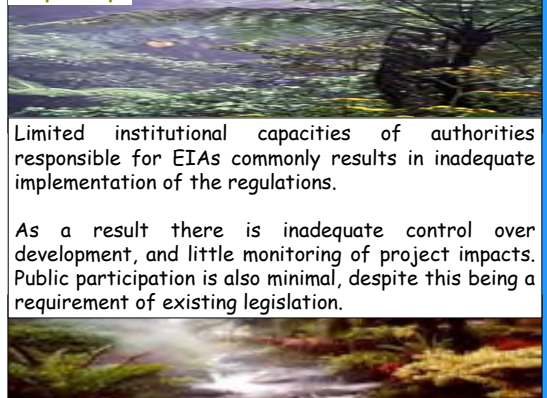 Limited institutional capacities of authorities
responsible for EIAs commonly results in inadequate
implementation of the regulations.
As a result there is inadequate control over
development, and little monitoring of project impacts.
Public participation is also minimal, despite this being a
requirement of existing legislation.